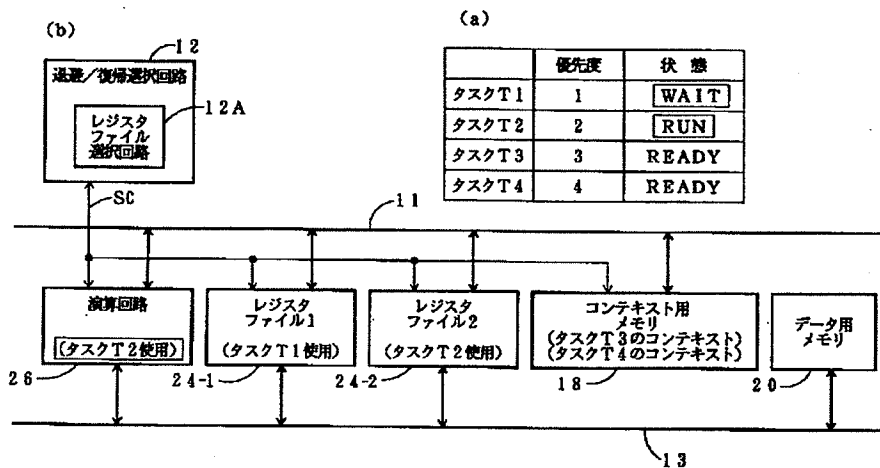 (b)
(a)
12
退避／復帰選択回路
12A
レジスタ
ファイル
選択回路
SC
優先度 状態
タスクT1 1 WAIT
タスクT2 2 RUN
タスクT3 3 READY
タスクT4 4 READY
11
演算回路
(タスクT2使用)
26
レジスタ
ファイル1
(タスクT1使用)
24-1
レジスタ
ファイル2
(タスクT2使用)
24-2
コンテキスト用
メモリ
(タスクT3のコンテキスト)
(タスクT4のコンテキスト)
18
データ用
メモリ
20
13